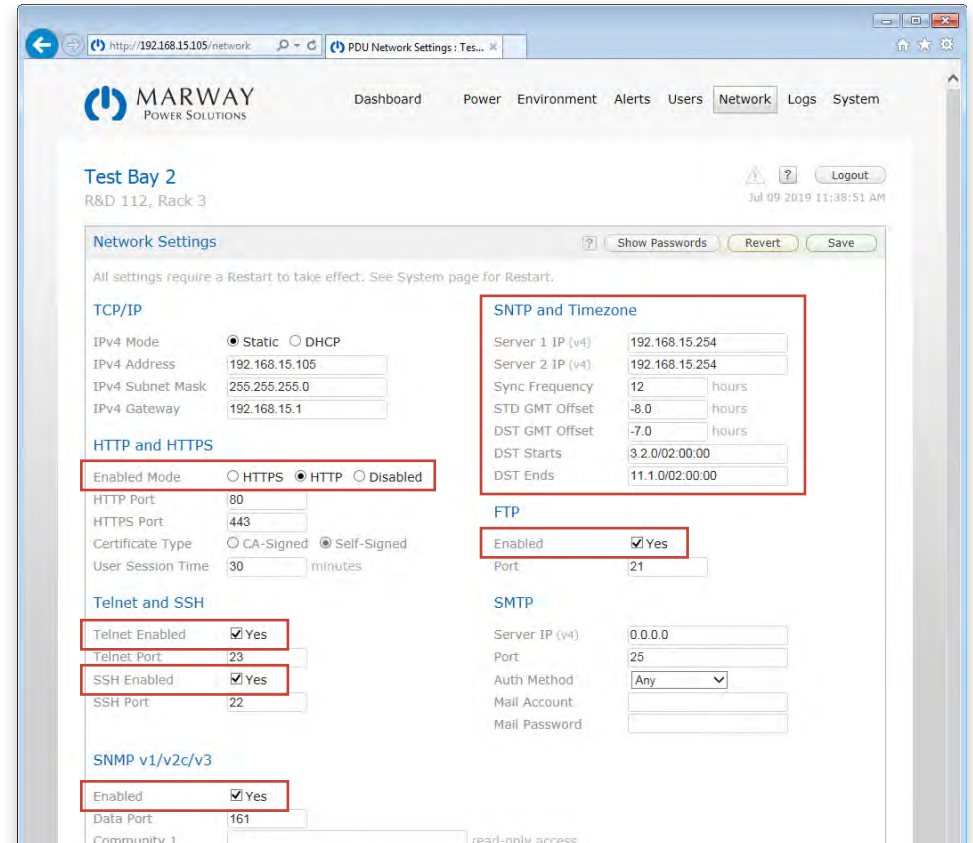 http://192.168.15.105/network
PDU Network Settings : Tes...
MARWAY
POWER SOLUTIONS
Dashboard Power Environment Alerts Users Network Logs System
Test Bay 2
? Logout
R&D 112, Rack 3
Jul 09 2019 11:38:51 AM
Network Settings
? Show Passwords Revert Save
All settings require a Restart to take effect. See System page for Restart.
TCP/IP
IPv4 Mode Static DHCP
IPv4 Address 192.168.15.105
IPv4 Subnet Mask 255.255.255.0
IPv4 Gateway 192.168.15.1
HTTP and HTTPS
Enabled Mode HTTPS HTTP Disabled
HTTP Port 80
HTTPS Port 443
Certificate Type CA-Signed Self-Signed
User Session Time 30 minutes
Telnet and SSH
Telnet Enabled Yes
Telnet Port 23
SSH Enabled Yes
SSH Port 22
SNMP v1/v2c/v3
Enabled Yes
Data Port 161
Community 1 read-only access
SNTP and Timezone
Server 1 IP (v4) 192.168.15.254
Server 2 IP (v4) 192.168.15.254
Sync Frequency 12 hours
STD GMT Offset -8.0 hours
DST GMT Offset -7.0 hours
DST Starts 3.2.0/02:00:00
DST Ends 11.1.0/02:00:00
FTP
Enabled Yes
Port 21
SMTP
Server IP (v4) 0.0.0.0
Port 25
Auth Method Any
Mail Account
Mail Password